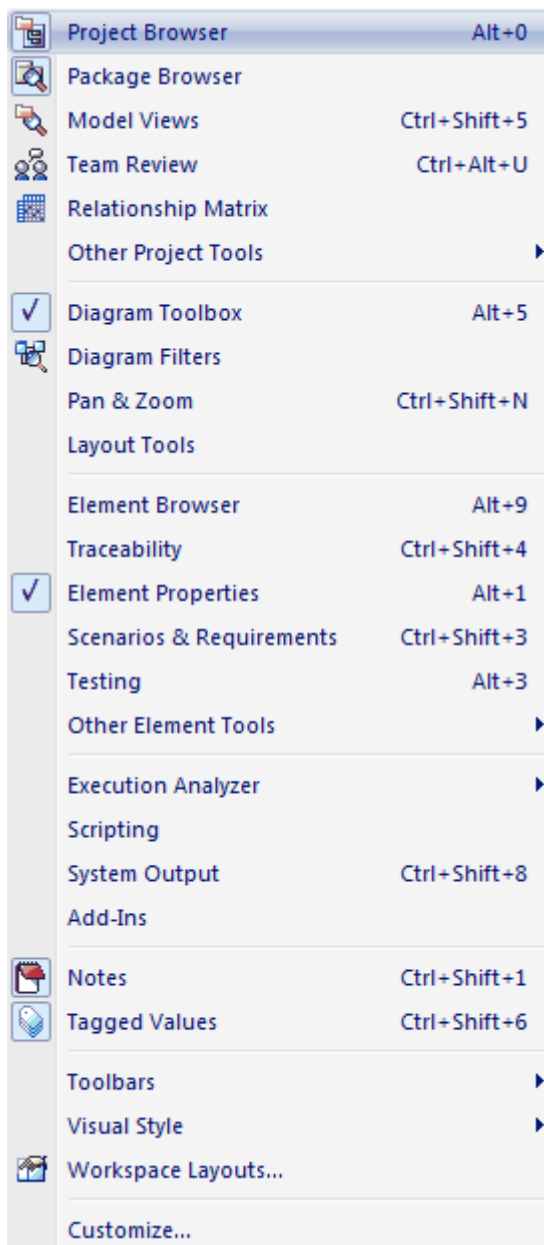 Project Browser Alt+0
Package Browser
Model Views Ctrl+Shift+5
Team Review Ctrl+Alt+U
Relationship Matrix
Other Project Tools
Diagram Toolbox Alt+5
Diagram Filters
Pan & Zoom Ctrl+Shift+N
Layout Tools
Element Browser Alt+9
Traceability Ctrl+Shift+4
Element Properties Alt+1
Scenarios & Requirements Ctrl+Shift+3
Testing Alt+3
Other Element Tools
Execution Analyzer
Scripting
System Output Ctrl+Shift+8
Add-Ins
Notes Ctrl+Shift+1
Tagged Values Ctrl+Shift+6
Toolbars
Visual Style
Workspace Layouts...
Customize...